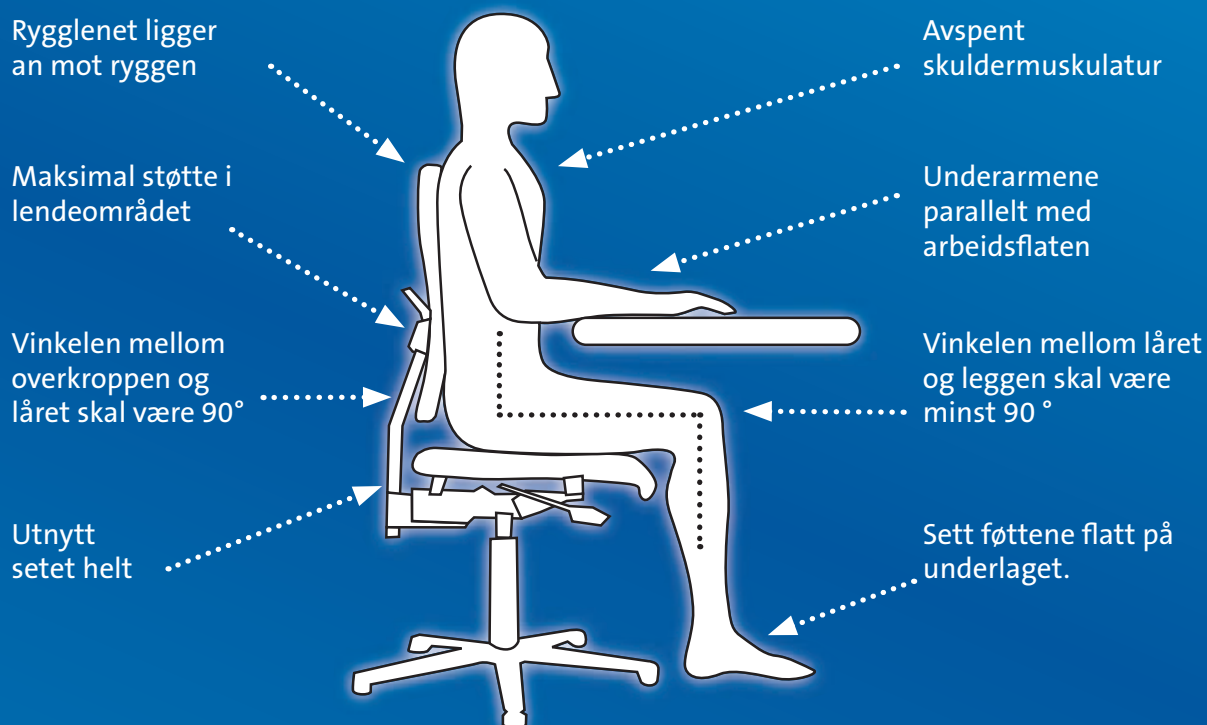 Rygglenet ligger
an mot ryggen
Maksimal støtte i
lendeområdet
Vinkelen mellom
overkroppen og
låret skal være 90°
Utnytt
setet helt
Avspent
skuldermuskulatur
Underarmene
parallelt med
arbeidsflaten
Vinkelen mellom låret
og leggen skal være
minst 90 °
Sett føttene flatt på
underlaget.